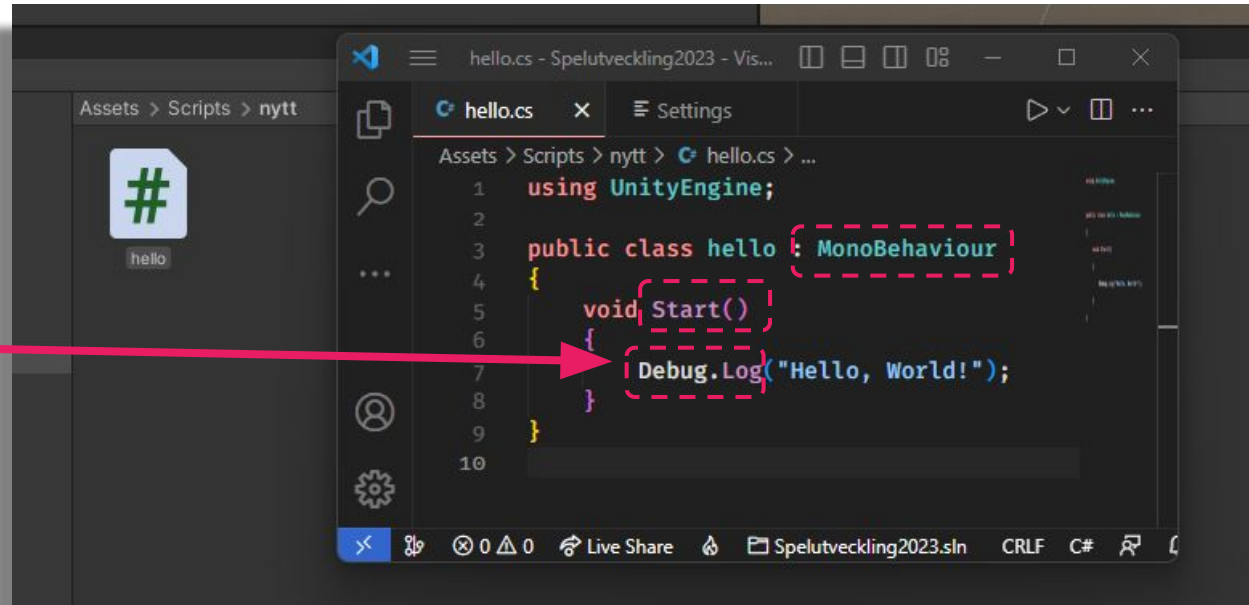 Assets > Scripts > nytt
hello
hello.cs - Spelutveckling2023 - Vis...
hello.cs
Settings
Assets > Scripts > nytt > hello.cs > ...
1 using UnityEngine;
2
3 public class hello : MonoBehaviour
4 {
5 void Start()
6 {
7 Debug.Log("Hello, World!");
8 }
9 }
10
0 0 Live Share Spelutveckling2023.sln CRLF C#